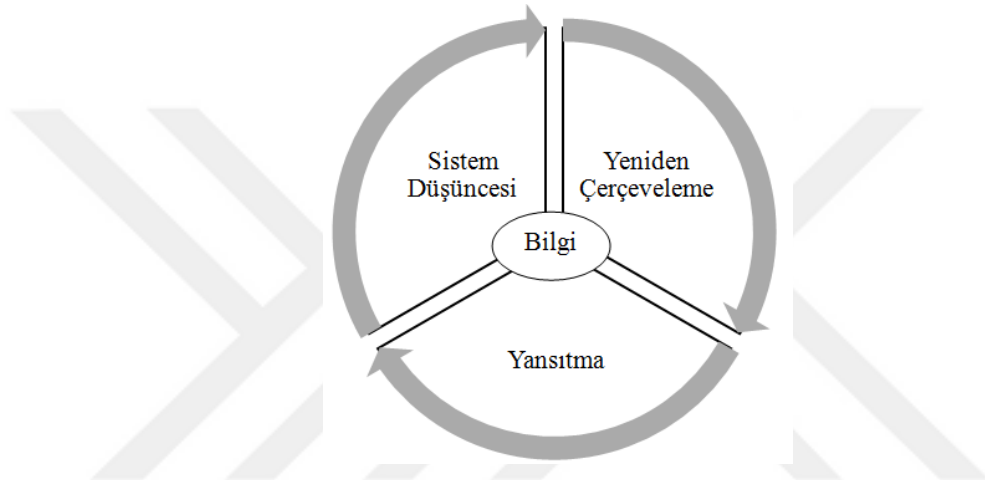 Sistem
Düşüncesi
Yeniden
Çerçeveleme
Bilgi
Yansıtma